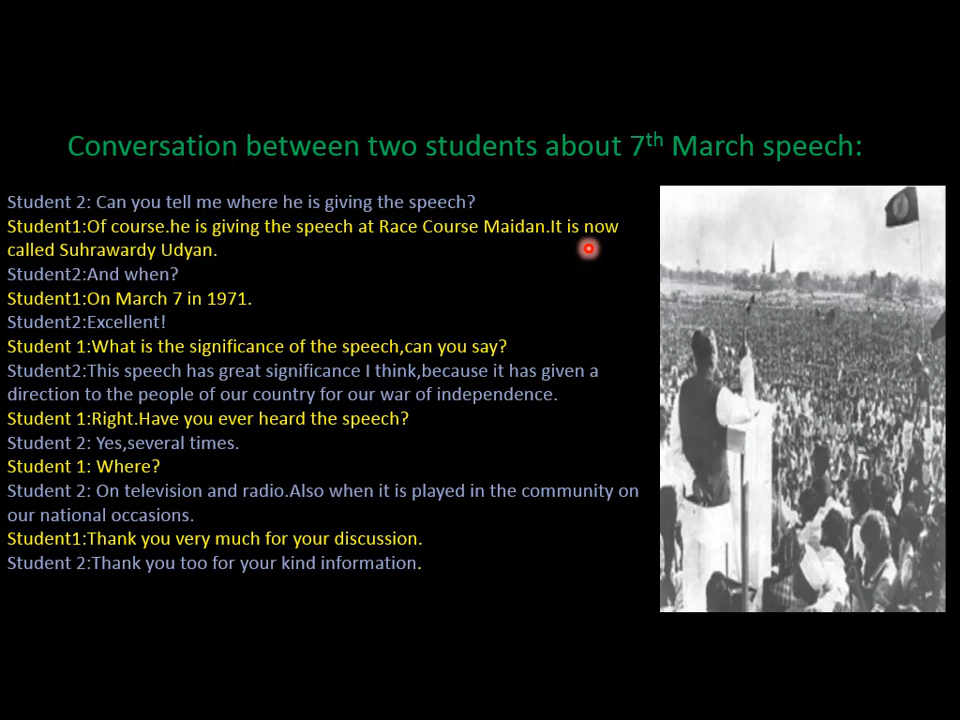 Conversation between two students about 7th March speech:
Student 2: Can you tell me where he is giving the speech?
Student1:Of course.he is giving the speech at Race Course Maidan.It is now
called Suhrawardy Udyan.
Student2:And when?
Student1:On March 7 in 1971.
Student2:Excellent!
Student 1:What is the significance of the speech,can you say?
Student2:This speech has great significance I think,because it has given a
direction to the people of our country for our war of independence.
Student 1:Right.Have you ever heard the speech?
Student 2: Yes,several times.
Student 1: Where?
Student 2: On television and radio.Also when it is played in the community on
our national occasions.
Student1:Thank you very much for your discussion.
Student 2:Thank you too for your kind information.